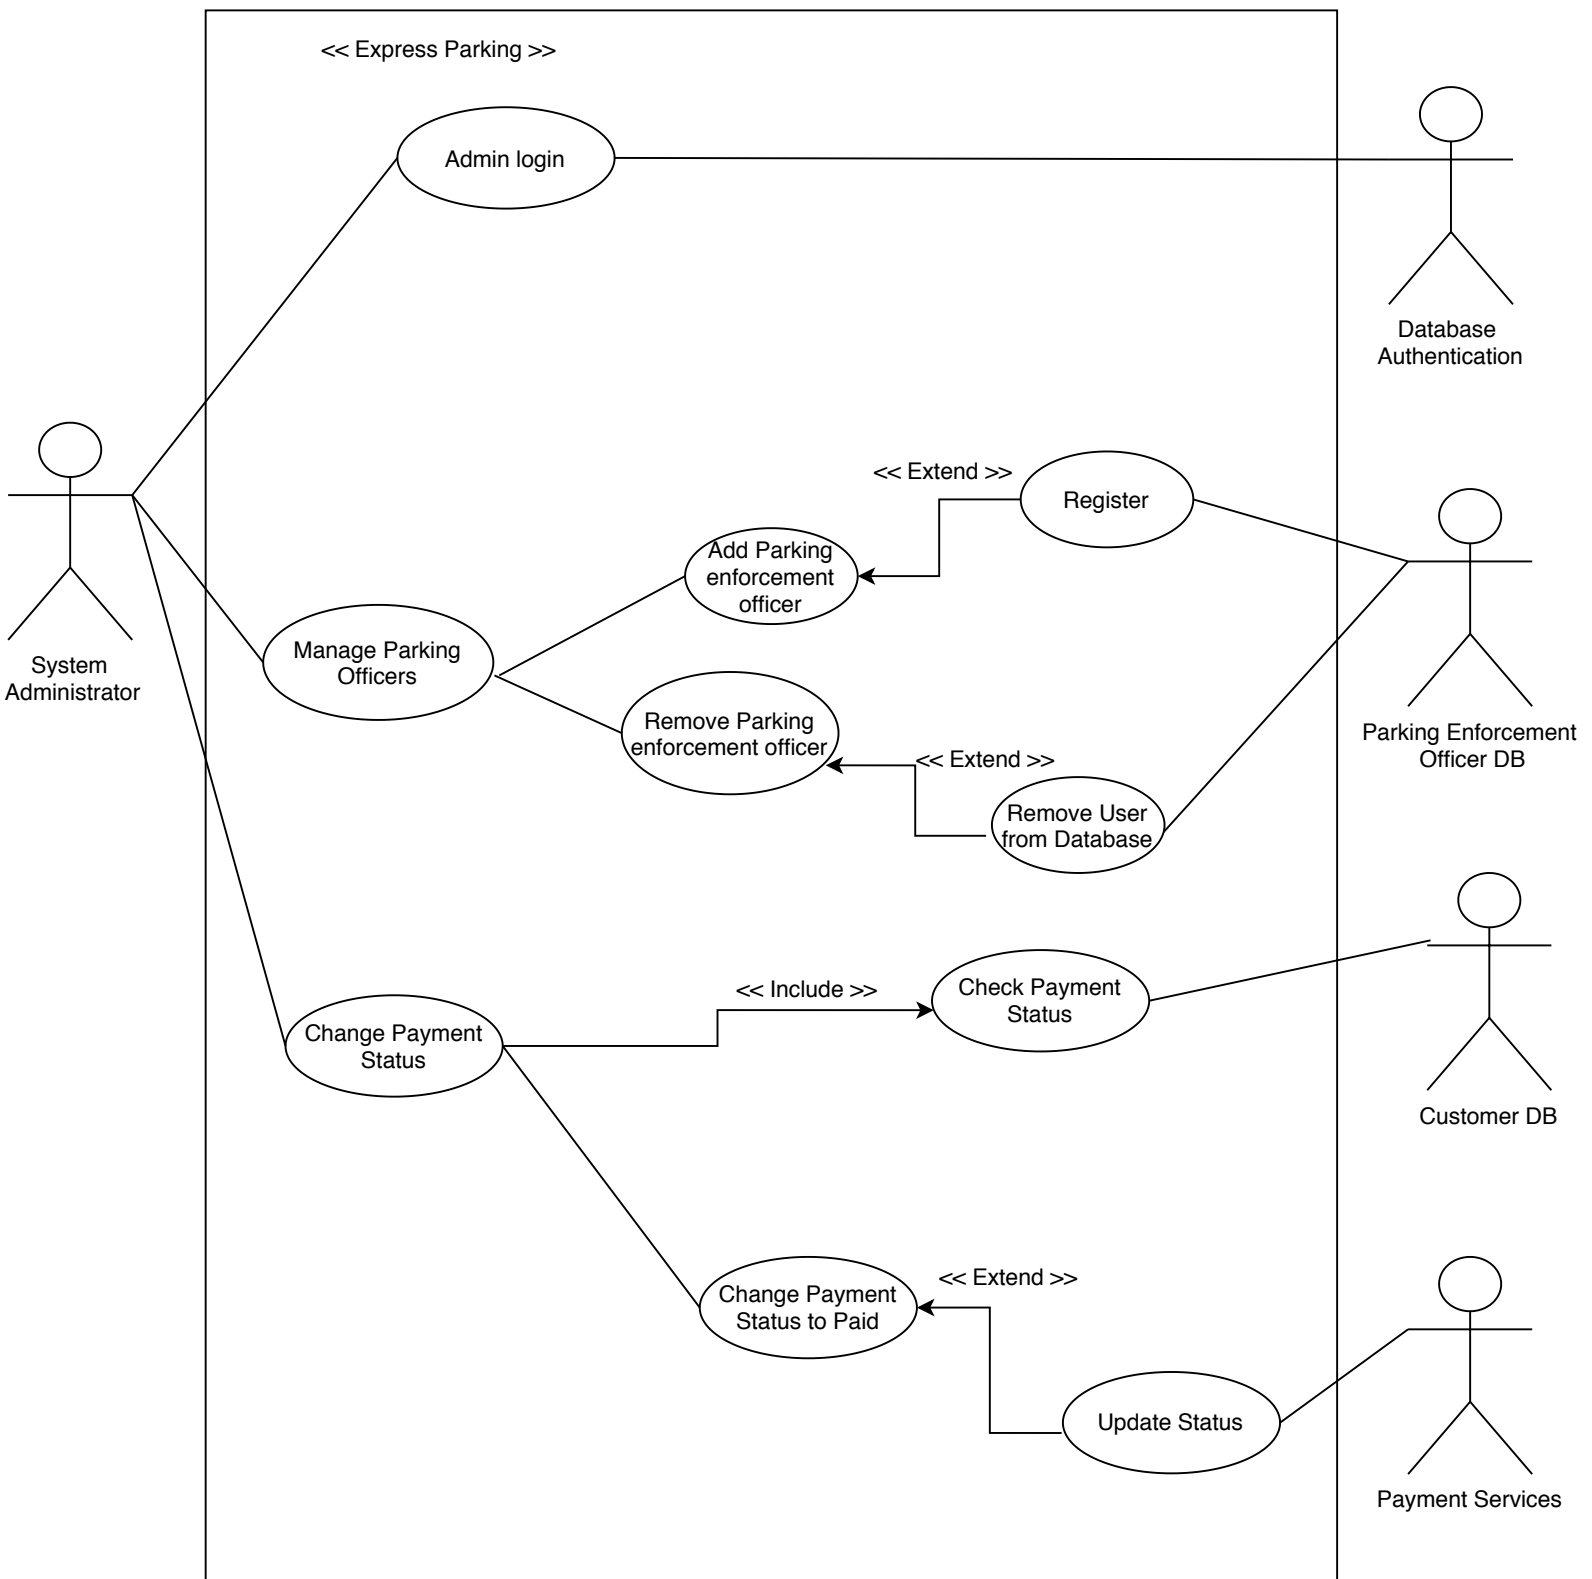 << Express Parking >>
Admin login
Database
Authentication
<< Extend >>
Register
Add Parking
enforcement
officer
Manage Parking
Officers
System
Administrator
Remove Parking
enforcement officer
Parking Enforcement
Officer DB
<< Extend >>
Remove User
from Database
<< Include >>
Check Payment
Status
Change Payment
Status
Customer DB
<< Extend >>
Change Payment
Status to Paid
Update Status
Payment Services